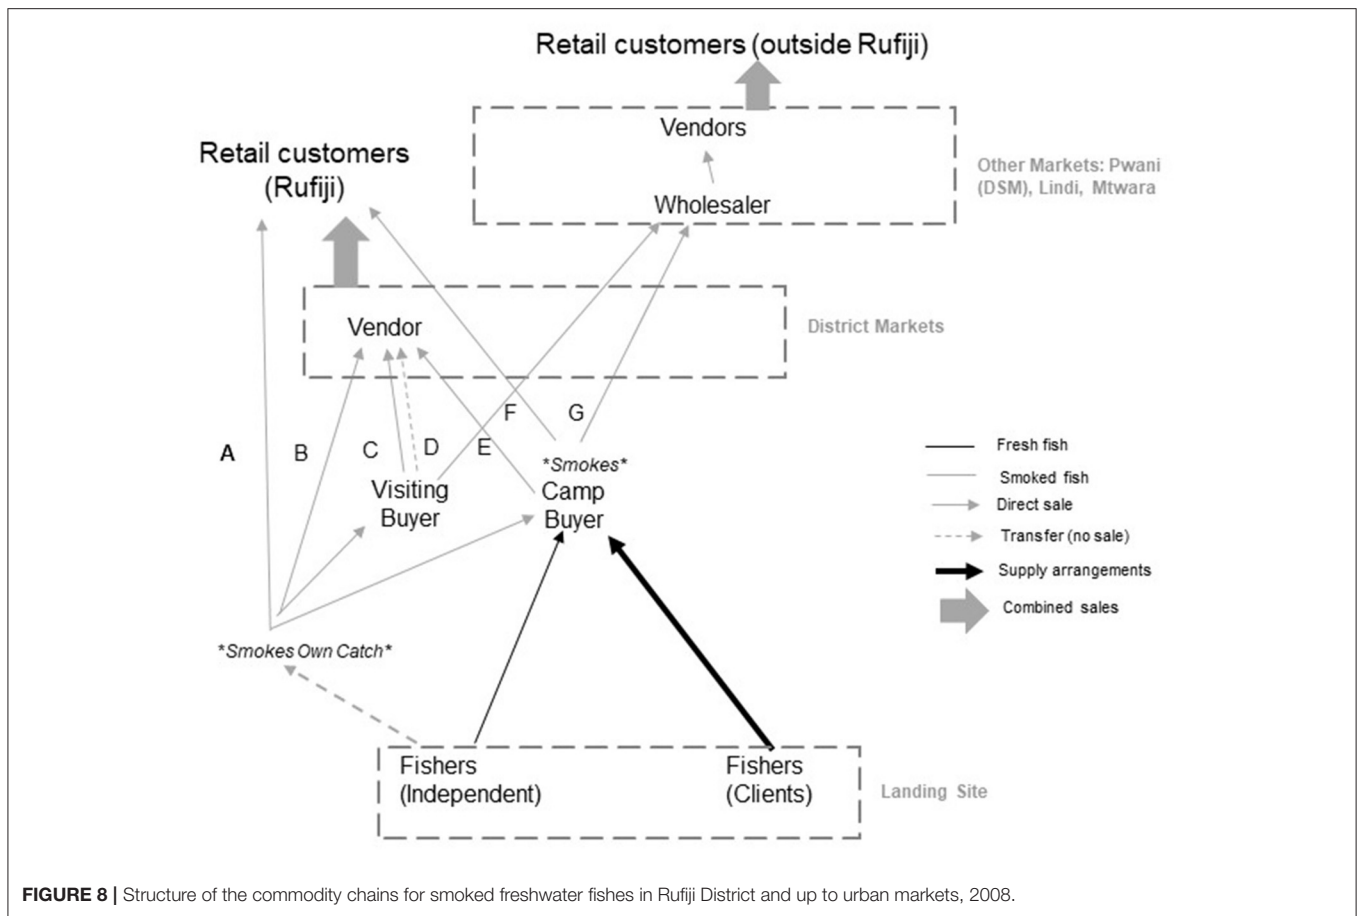 Retail customers (outside Rufiji)
Vendors
Retail customers
(Rufiji)
Other Markets: Pwani
(DSM), Lindi, Mtwara
Wholesaler
Vendor
District Markets
F
G
A
B
C
D
E
Fresh fish
*Smokes*
Smoked fish
Visiting
Buyer
Camp
Buyer
Direct sale
Transfer (no sale)
Supply arrangements
Combined sales
*Smokes Own Catch*
Fishers
(Independent)
Fishers
(Clients)
Landing Site
FIGURE 8 | Structure of the commodity chains for smoked freshwater fishes in Rufiji District and up to urban markets, 2008.